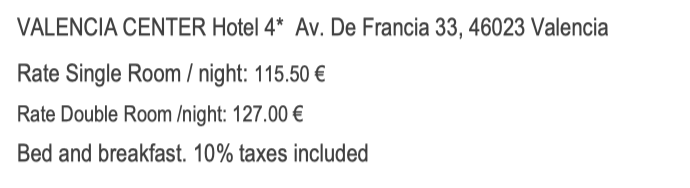 VALENCIA CENTER Hotel 4* Av. De Francia 33, 46023 Valencia
Rate Single Room / night: 115.50 €
Rate Double Room /night: 127.00 €
Bed and breakfast. 10% taxes included